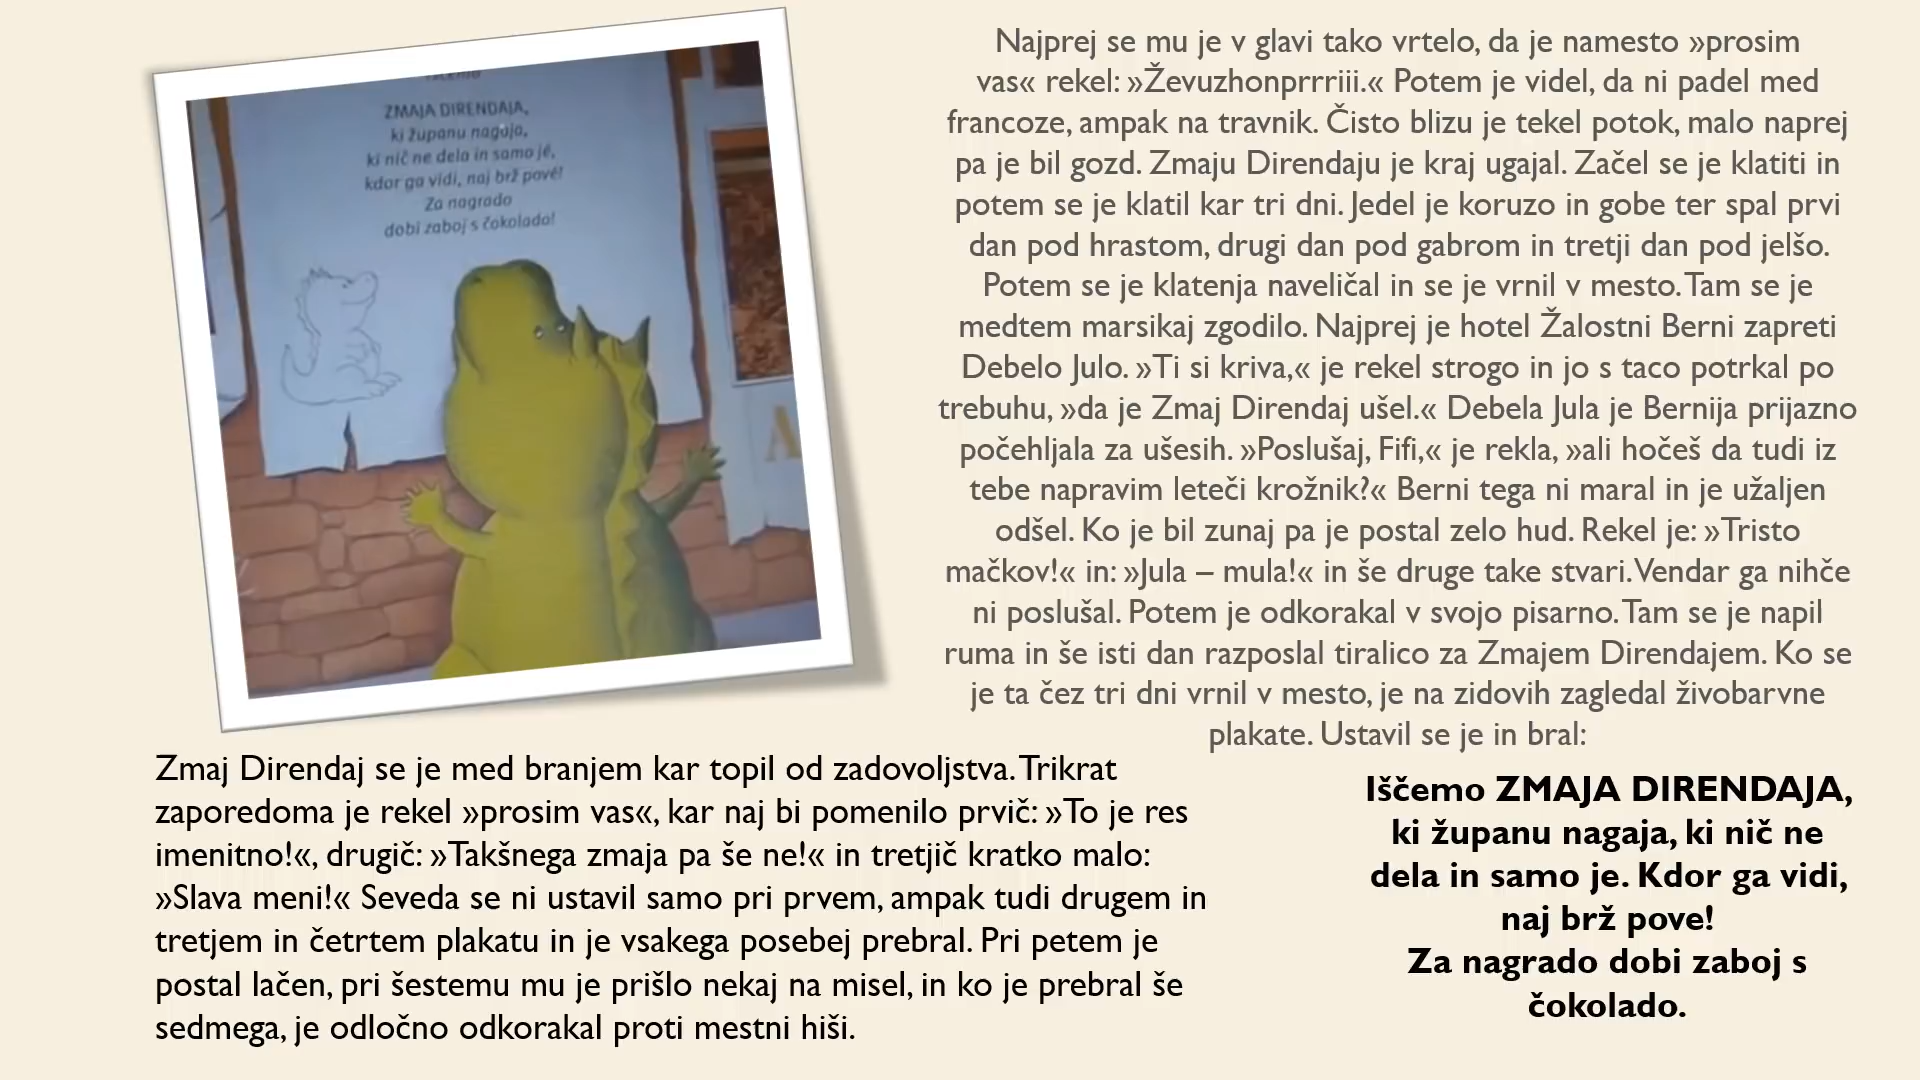 Iščemo
ZMAJA DIRENDAJA,
ki županu nagaja,
ki nič ne dela in samo jé,
kdor ga vidi, naj brž pové!
Za nagrado
dobi zaboj s čokolado!
A
Najprej se mu je v glavi tako vrtelo, da je namesto »prosim
vas« rekel: »Ževuzhonprrriii.« Potem je videl, da ni padel med
francoze, ampak na travnik. Čisto blizu je tekel potok, malo naprej
pa je bil gozd. Zmaju Direndaju je kraj ugajal. Začel se je klatiti in
potem se je klatil kar tri dni. Jedel je koruzo in gobe ter spal prvi
dan pod hrastom, drugi dan pod gabrom in tretji dan pod jelšo.
Potem se je klatenja naveličal in se je vrnil v mesto. Tam se je
medtem marsikaj zgodilo. Najprej je hotel Žalostni Berni zapreti
Debelo Julo. »Ti si kriva,« je rekel strogo in jo s taco potrkal po
trebuhu, »da je Zmaj Direndaj ušel.« Debela Jula je Bernija prijazno
počehljala za ušesih. »Poslušaj, Fifi,« je rekla, »ali hočeš da tudi iz
tebe napravim leteči krožnik?« Berni tega ni maral in je užaljen
odšel. Ko je bil zunaj pa je postal zelo hud. Rekel je: »Tristo
mačkov!« in: »Jula – mula!« in še druge take stvari. Vendar ga nihče
ni poslušal. Potem je odkorakal v svojo pisarno. Tam se je napil
ruma in še isti dan razposlal tiralico za Zmajem Direndajem. Ko se
je ta čez tri dni vrnil v mesto, je na zidovih zagledal živobarvne
plakate. Ustavil se je in bral:
Iščemo ZMAJA DIRENDAJA,
ki županu nagaja, ki nič ne
dela in samo je. Kdor ga vidi,
naj brž pove!
Za nagrado dobi zaboj s
čokolado.
Zmaj Direndaj se je med branjem kar topil od zadovoljstva. Trikrat
zaporedoma je rekel »prosim vas«, kar naj bi pomenilo prvič: »To je res
imenitno!«, drugič: »Takšnega zmaja pa še ne!« in tretjič kratko malo:
»Slava meni!« Seveda se ni ustavil samo pri prvem, ampak tudi drugem in
tretjem in četrtem plakatu in je vsakega posebej prebral. Pri petem je
postal lačen, pri šestemu mu je prišlo nekaj na misel, in ko je prebral še
sedmega, je odločno odkorakal proti mestni hiši.